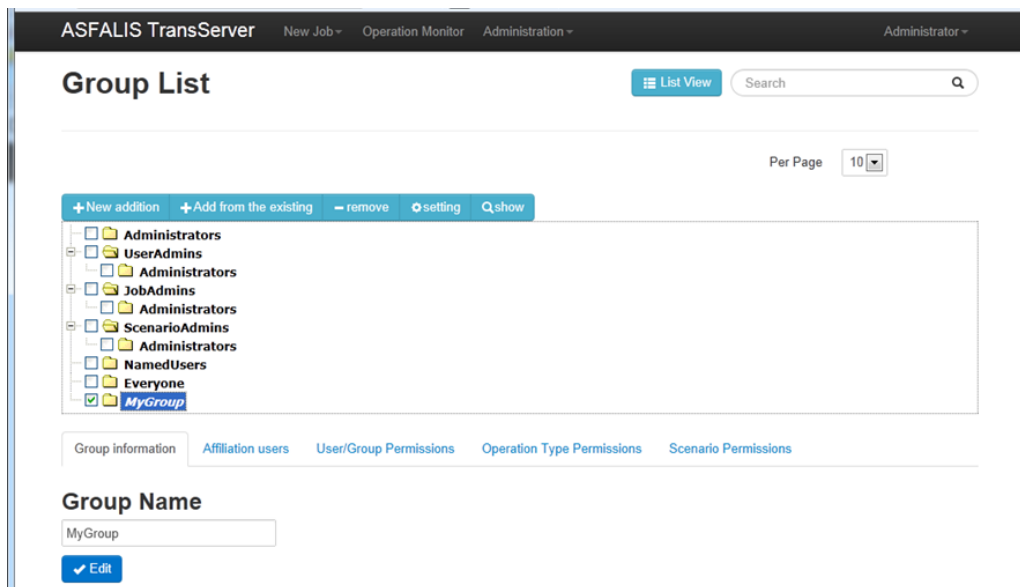 ASFALIS TransServer New Job Operation Monitor Administration Administrator
Group List List View Search
Per Page 10
New addition Add from the existing remove setting show
Administrators
UserAdmins
Administrators
JobAdmins
Administrators
ScenarioAdmins
Administrators
NamedUsers
Everyone
MyGroup
Group information Affiliation users User/Group Permissions Operation Type Permissions Scenario Permissions
Group Name
MyGroup
Edit